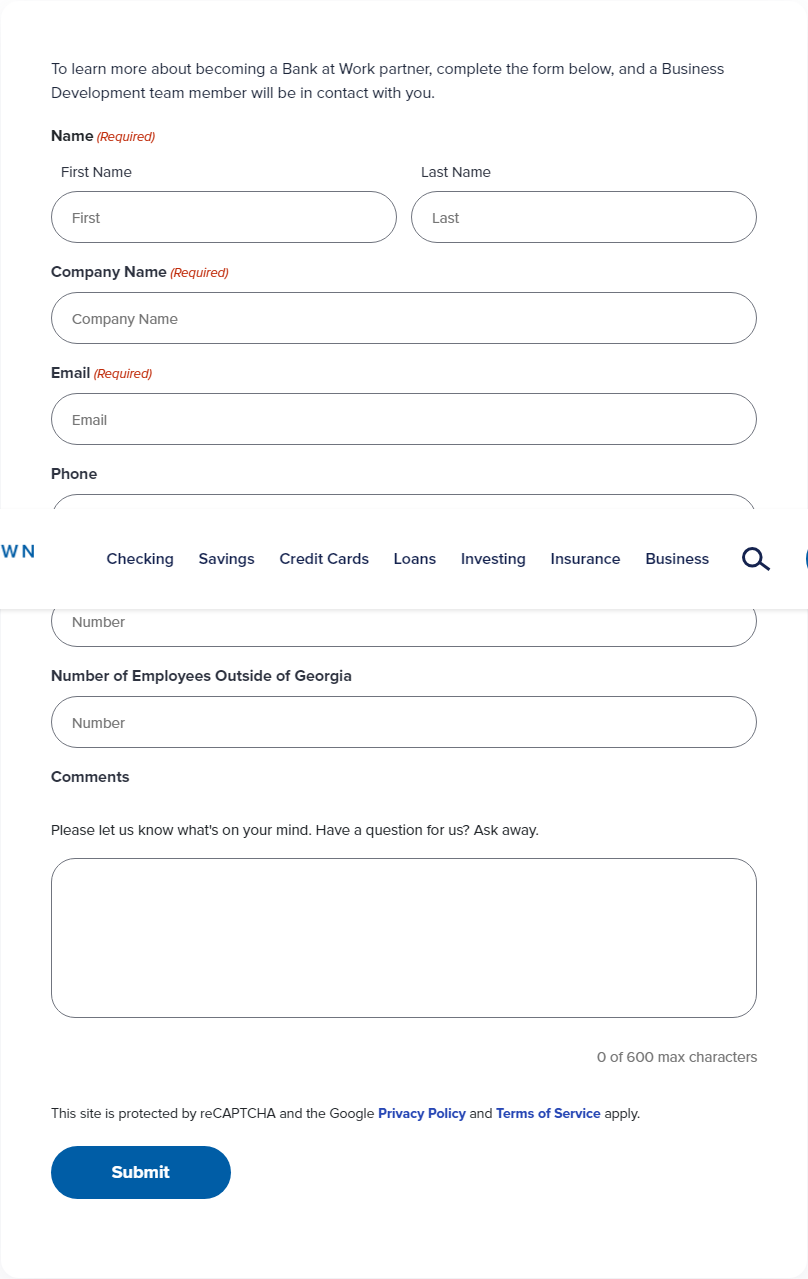 To learn more about becoming a Bank at Work partner, complete the form below, and a Business
Development team member will be in contact with you.
Name (Required)
First Name Last Name
First Last
Company Name (Required)
Company Name
Email (Required)
Email
Phone
WN Checking Savings Credit Cards Loans Investing Insurance Business
Number
Number of Employees Outside of Georgia
Number
Comments
Please let us know what's on your mind. Have a question for us? Ask away.
0 of 600 max characters
This site is protected by reCAPTCHA and the Google Privacy Policy and Terms of Service apply.
Submit